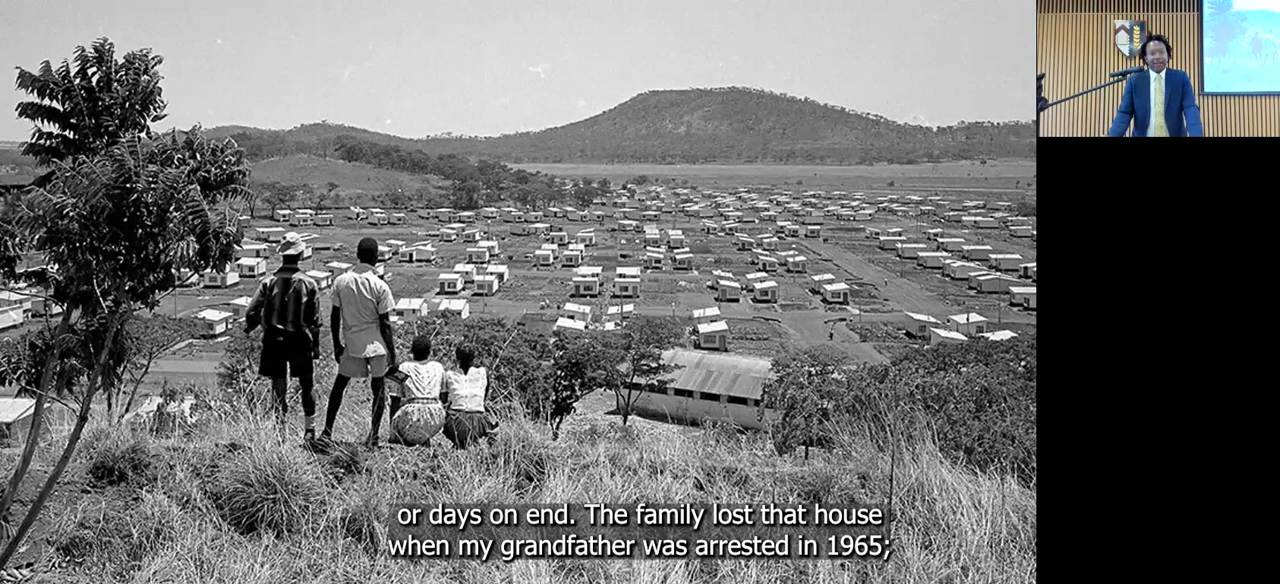 or days on end. The family lost that house
when my grandfather was arrested in 1965;